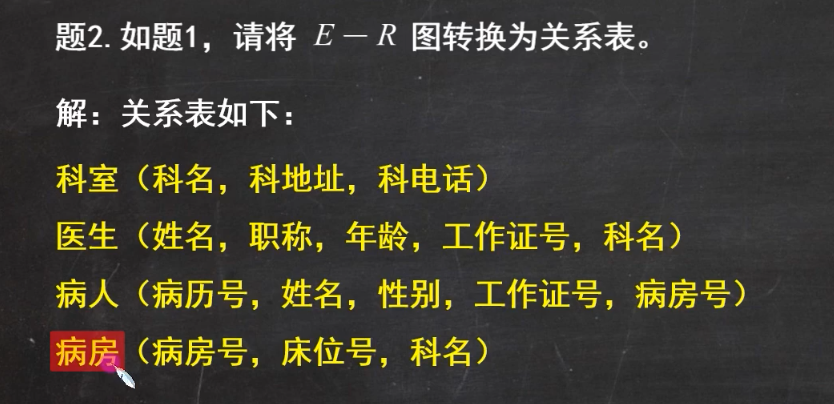 题2. 如题1，请将 E－R 图转换为关系表。
解：关系表如下：
科室（科名，科地址，科电话）
医生（姓名，职称，年龄，工作证号，科名）
病人（病历号，姓名，性别，工作证号，病房号）
病房（病房号，床位号，科名）